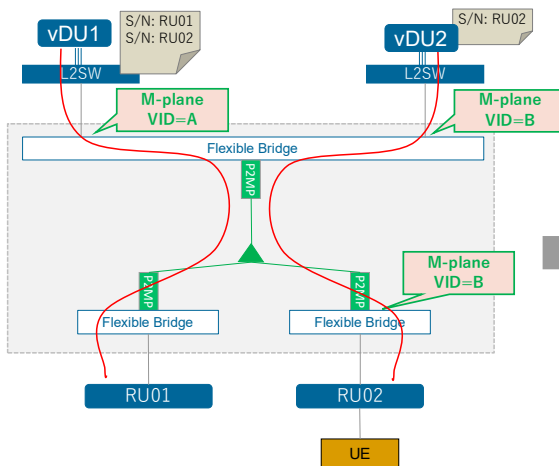 vDU1
S/N: RU01
S/N: RU02
vDU2
S/N: RU02
L2SW
L2SW
M-plane
VID=A
M-plane
VID=B
Flexible Bridge
P2MP
P2MP
P2MP
M-plane
VID=B
Flexible Bridge
Flexible Bridge
RU01
RU02
UE